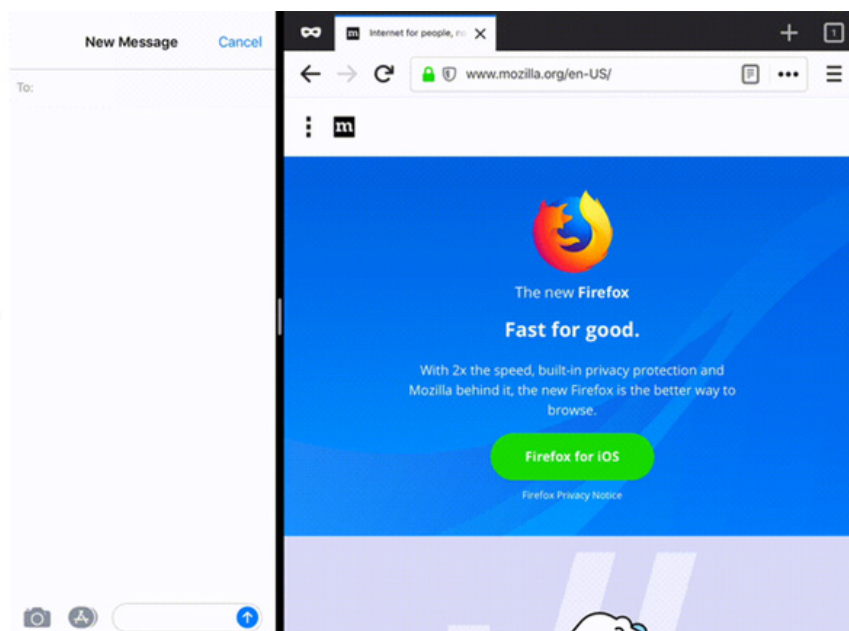 New Message
Cancel
To:
Internet for people, no
1
www.mozilla.org/en-US/
m
The new Firefox
Fast for good.
With 2x the speed, built-in privacy protection and
Mozilla behind it, the new Firefox is the better way to
browse.
Firefox for iOS
Firefox Privacy Notice